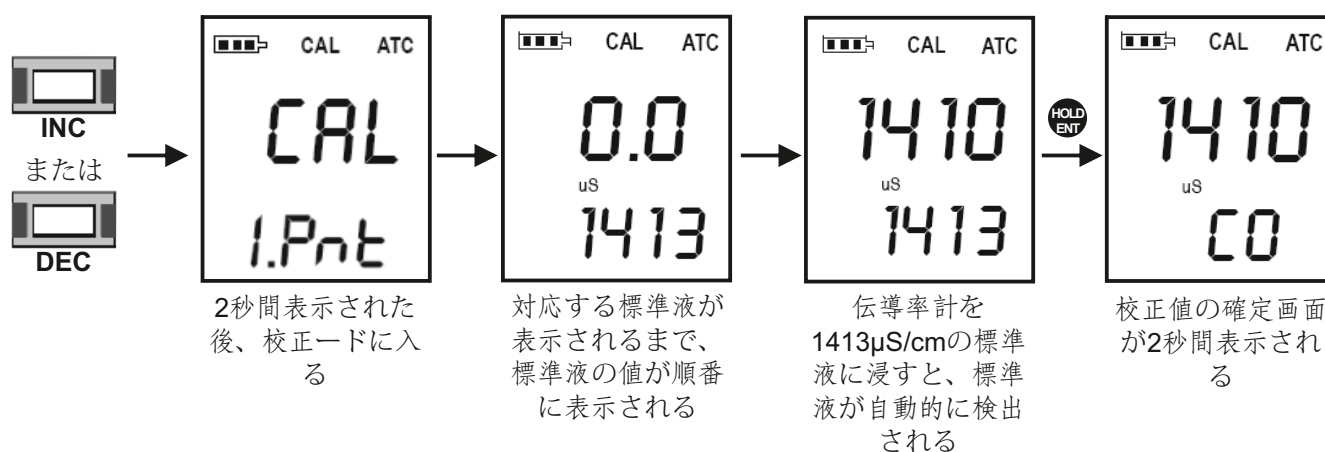 INC
または
DEC
CAL ATC
CAL
1.Pnt
2秒間表示された
後、校正ードに入
る
CAL ATC
0.0
uS
1413
対応する標準液が
表示されるまで、
標準液の値が順番
に表示される
CAL ATC
1410
uS
1413
伝導率計を
1413µS/cmの標準
液に浸すと、標準
液が自動的に検出
される
HOLD
ENT
CAL ATC
1410
uS
CO
校正値の確定画面
が2秒間表示され
る